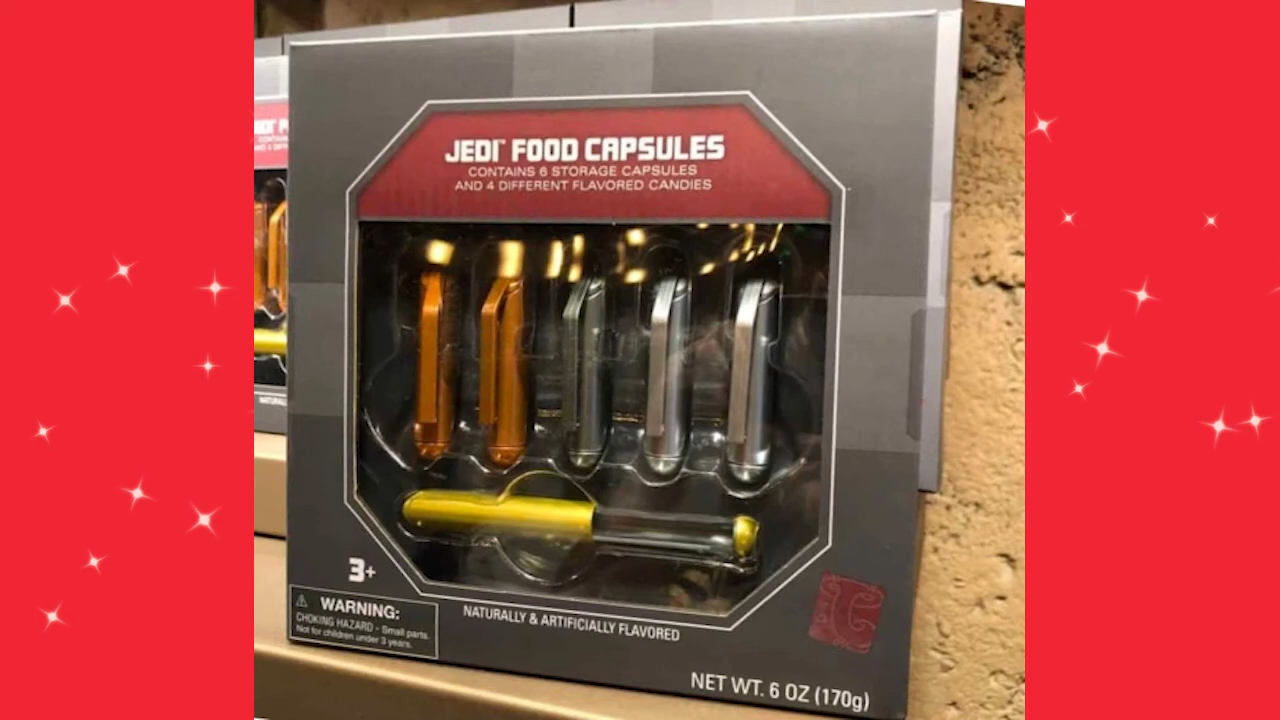 JEDI™ FOOD CAPSULES
CONTAINS 6 STORAGE CAPSULES
AND 4 DIFFERENT FLAVORED CANDIES
3+
⚠ WARNING:
CHOKING HAZARD - Small parts.
Not for children under 3 years.
NATURALLY & ARTIFICIALLY FLAVORED
NET WT. 6 OZ (170g)